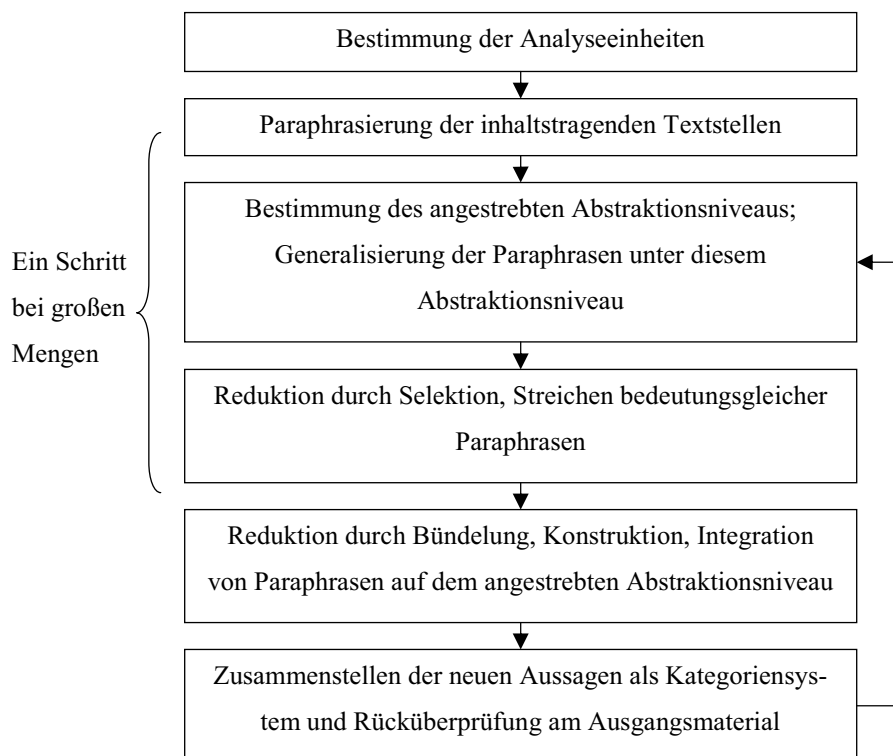 Bestimmung der Analyseeinheiten
Paraphrasierung der inhaltstragenden Textstellen
Ein Schritt
bei großen
Mengen
Bestimmung des angestrebten Abstraktionsniveaus;
Generalisierung der Paraphrasen unter diesem
Abstraktionsniveau
Reduktion durch Selektion, Streichen bedeutungsgleicher
Paraphrasen
Reduktion durch Bündelung, Konstruktion, Integration
von Paraphrasen auf dem angestrebten Abstraktionsniveau
Zusammenstellen der neuen Aussagen als Kategoriensys-
tem und Rücküberprüfung am Ausgangsmaterial